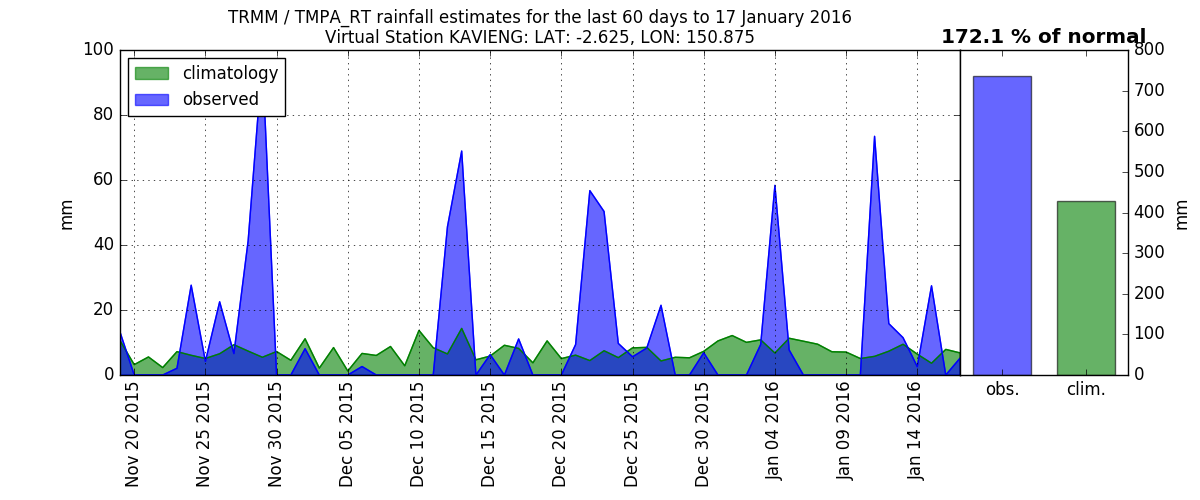 TRMM / TMPA_RT rainfall estimates for the last 60 days to 17 January 2016
Virtual Station KAVIENG: LAT: -2.625, LON: 150.875
172.1 % of normal
climatology
observed
100
80
60
40
20
0
mm
800
700
600
500
400
300
200
100
0
mm
Nov 20 2015
Nov 25 2015
Nov 30 2015
Dec 05 2015
Dec 10 2015
Dec 15 2015
Dec 20 2015
Dec 25 2015
Dec 30 2015
Jan 04 2016
Jan 09 2016
Jan 14 2016
obs.
clim.